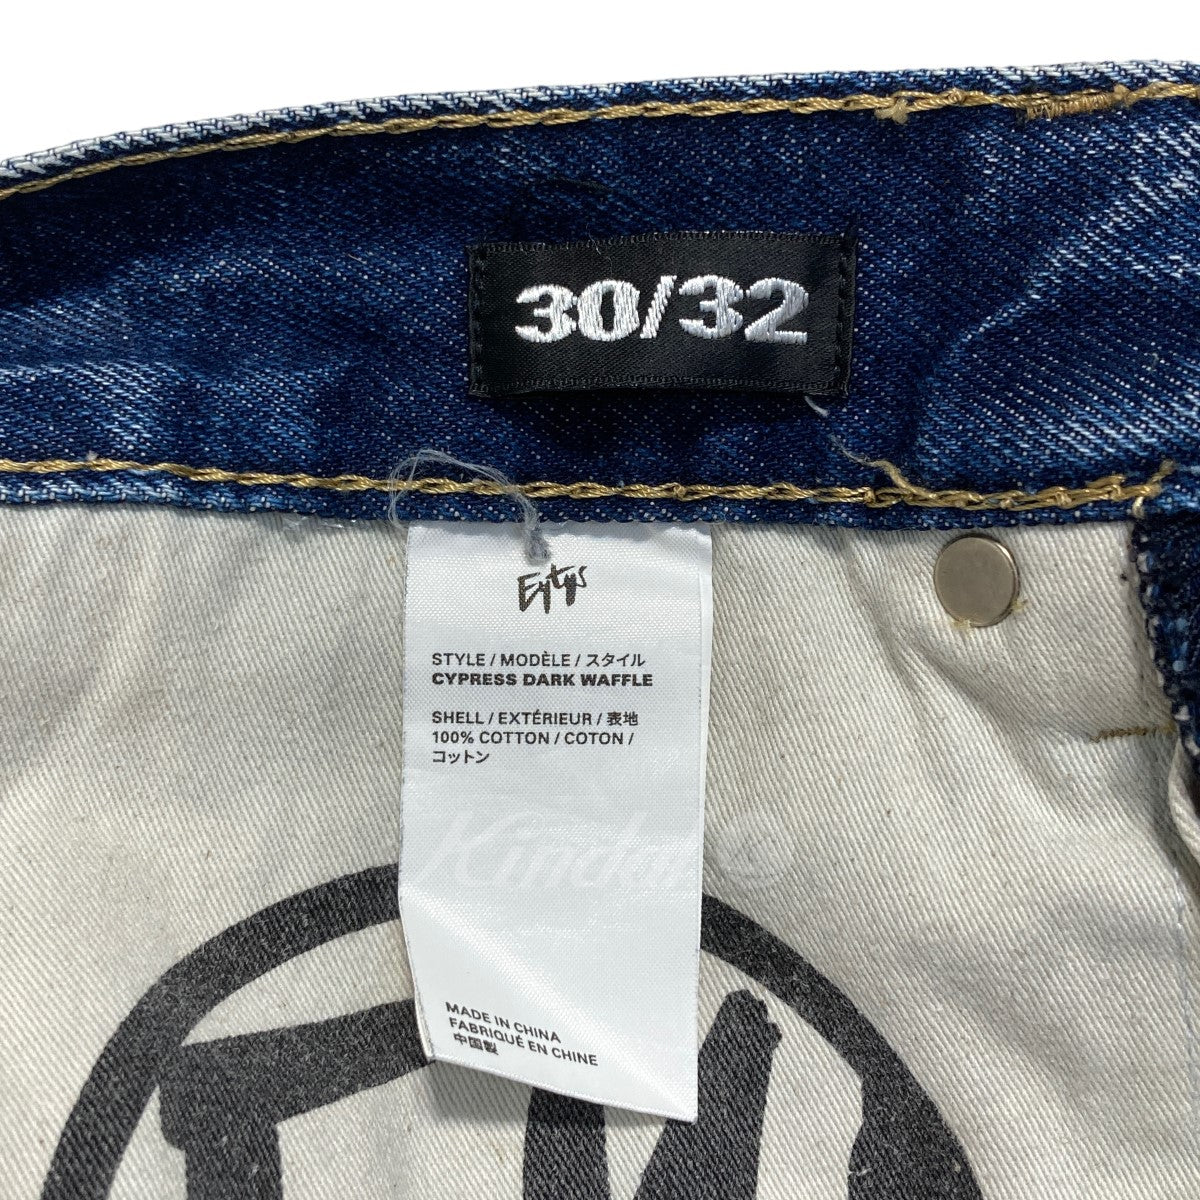 30/32
Eytys
STYLE / MODÈLE / スタイル
CYPRESS DARK WAFFLE
SHELL / EXTÉRIEUR / 表地
100% COTTON / COTON /
コットン
Kindal
MADE IN CHINA
FABRIQUÉ EN CHINE
中国製